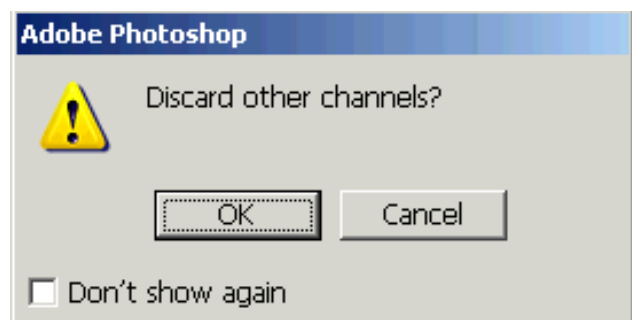 Adobe Photoshop
Discard other channels?
OK Cancel
Don't show again